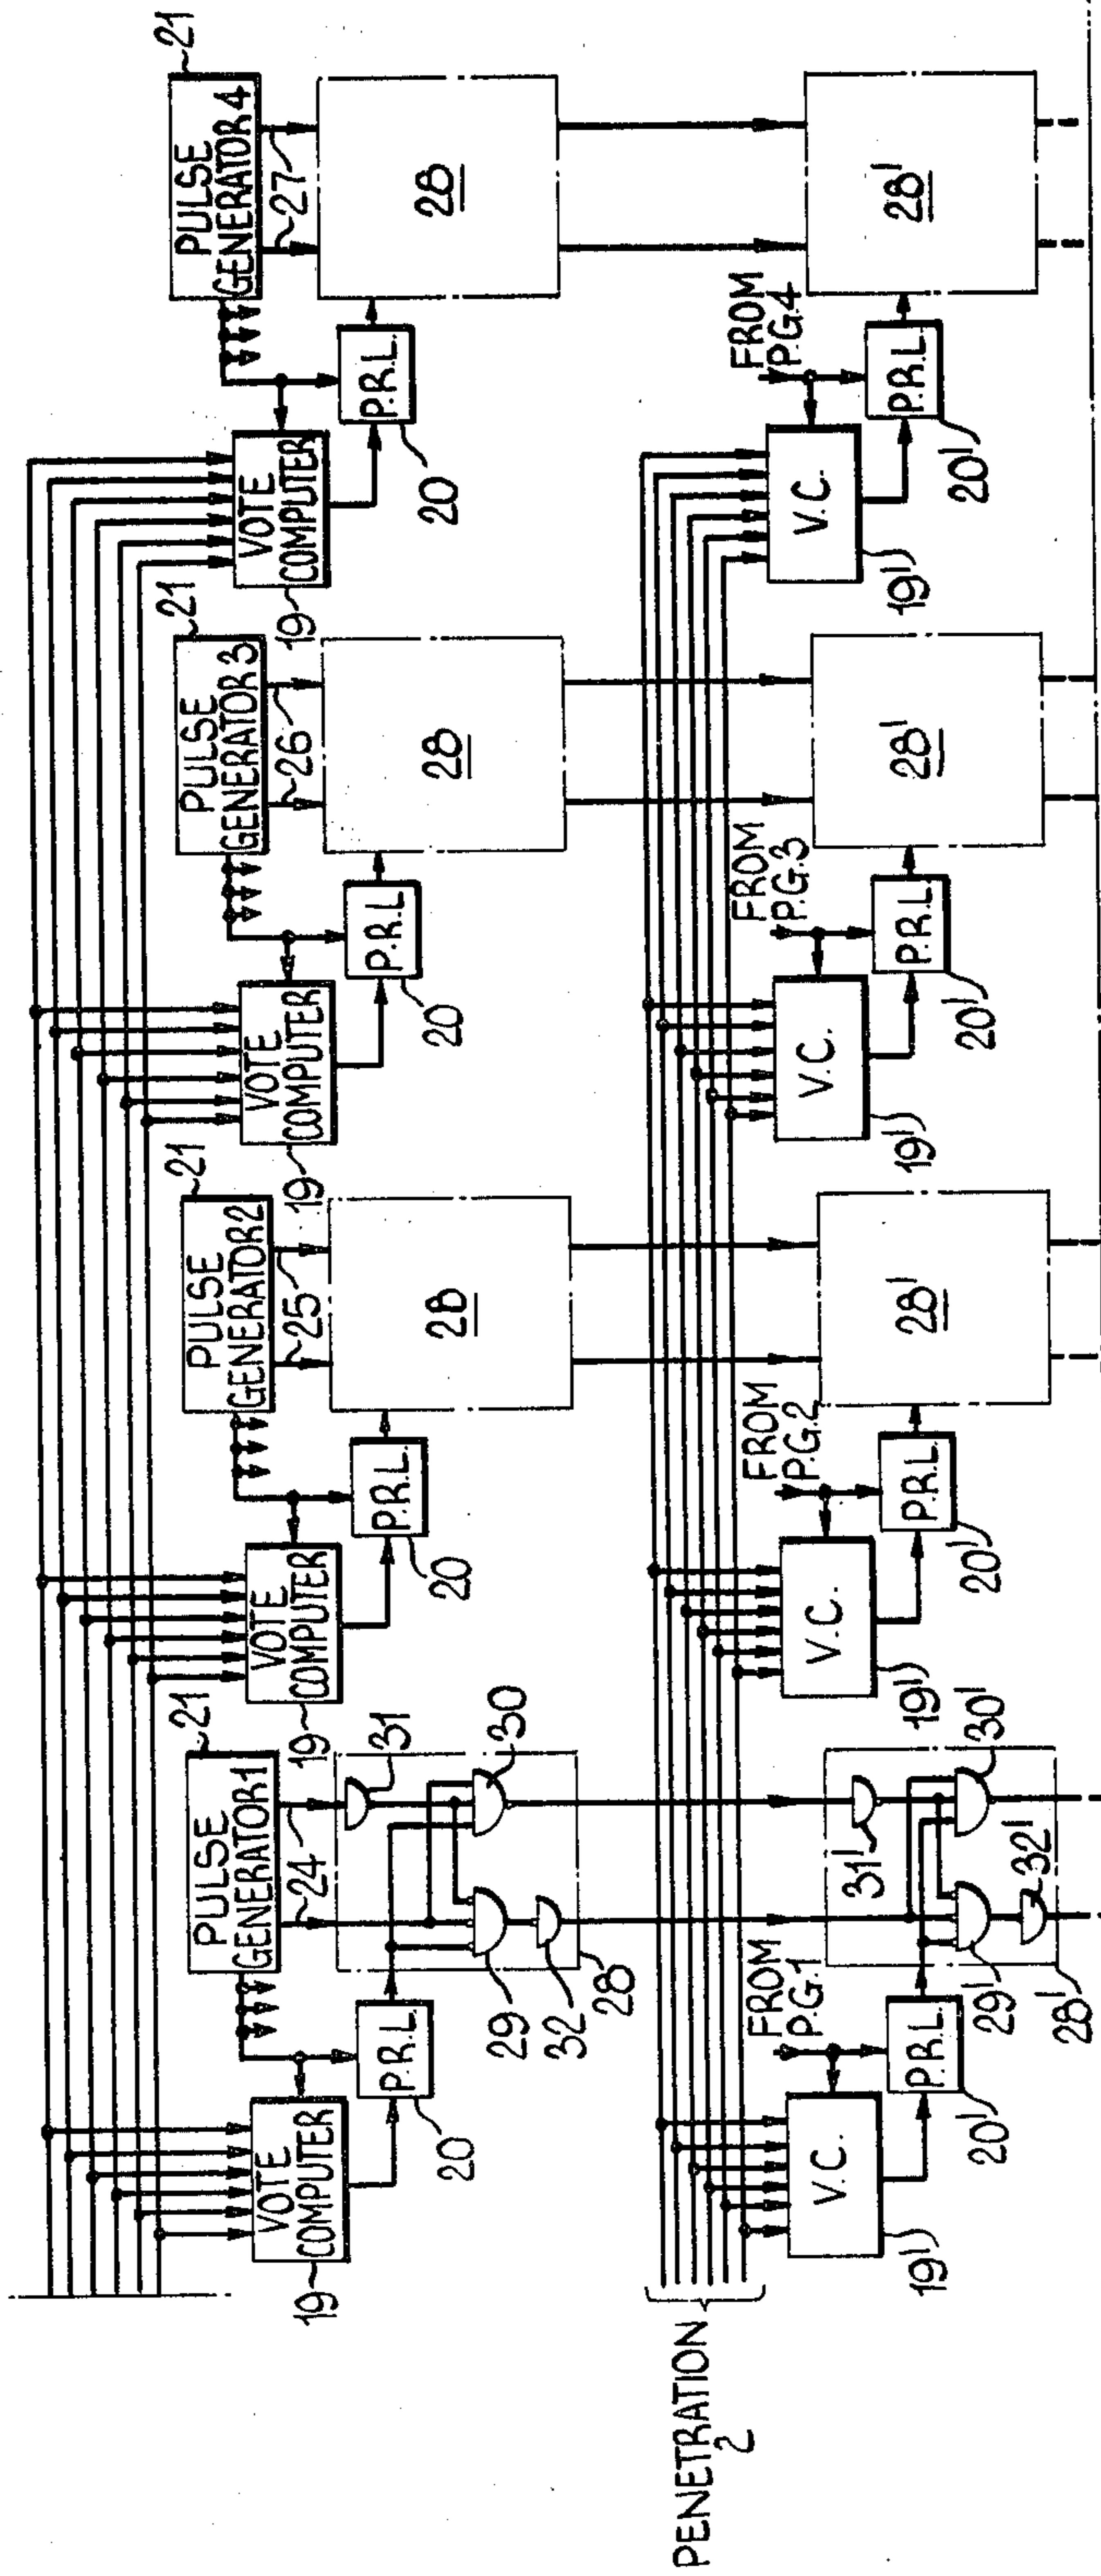 PULSE
GENERATOR 1
21
PULSE
GENERATOR 2
21
PULSE
GENERATOR 3
21
PULSE
GENERATOR 4
21
24
25
26
27
VOTE
COMPUTER
19
VOTE
COMPUTER
19
VOTE
COMPUTER
19
VOTE
COMPUTER
19
P.R.L.
20
P.R.L.
20
P.R.L
20
P.R.L.
20
31
30
29
32
28
28
28
28
PENETRATION
2
FROM
P.G.1
FROM
P.G.2
FROM
P.G.3
FROM
P.G.4
V.C.
19'
V.C.
19'
V.C.
19'
V.C.
19'
P.R.L.
20'
P.R.L.
20'
P.R.L.
20'
P.R.L.
20'
31'
30'
29'
32'
28'
28'
28'
28'